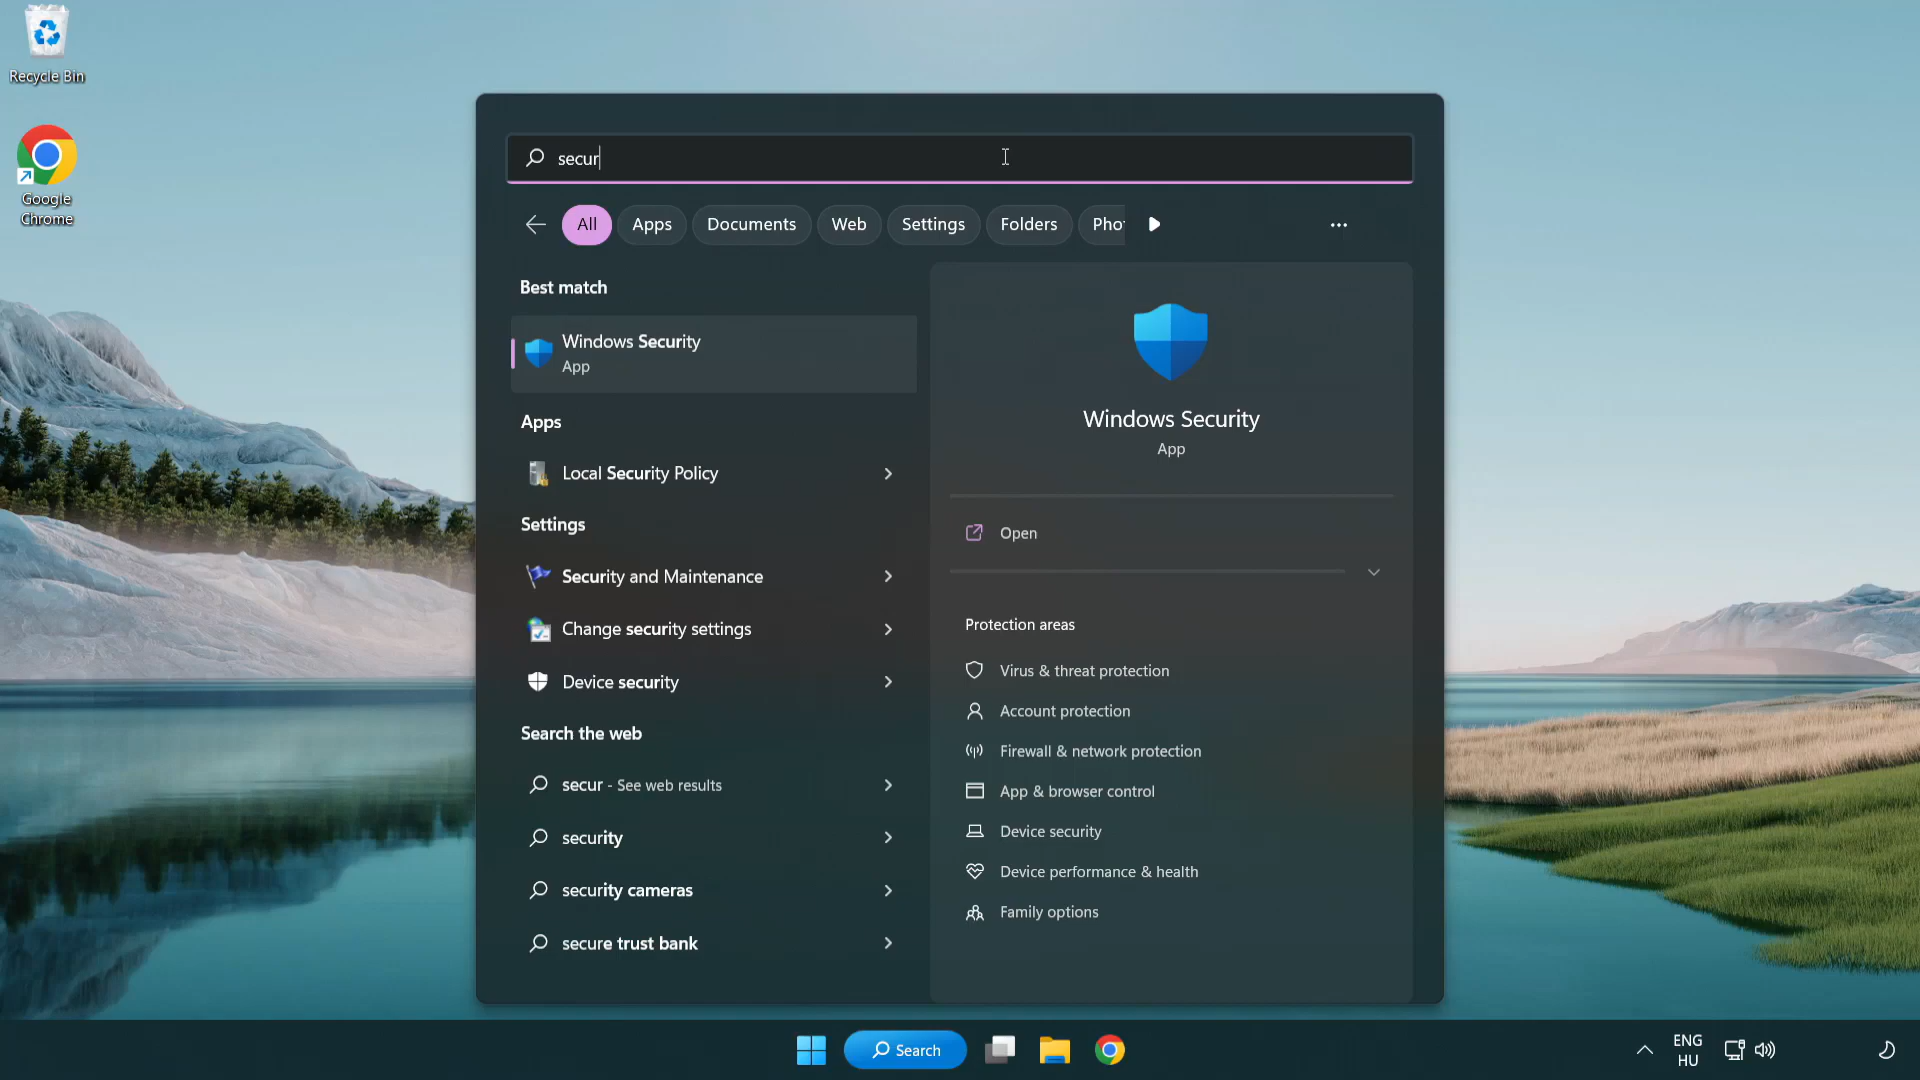 Recycle Bin
Google
Chrome
secur
All
Apps
Documents
Web
Settings
Folders
Pho
Best match
Windows Security
App
Apps
Local Security Policy
Settings
Security and Maintenance
Change security settings
Device security
Search the web
secur - See web results
security
security cameras
secure trust bank
Windows Security
App
Open
Protection areas
Virus & threat protection
Account protection
Firewall & network protection
App & browser control
Device security
Device performance & health
Family options
Search
ENG
HU